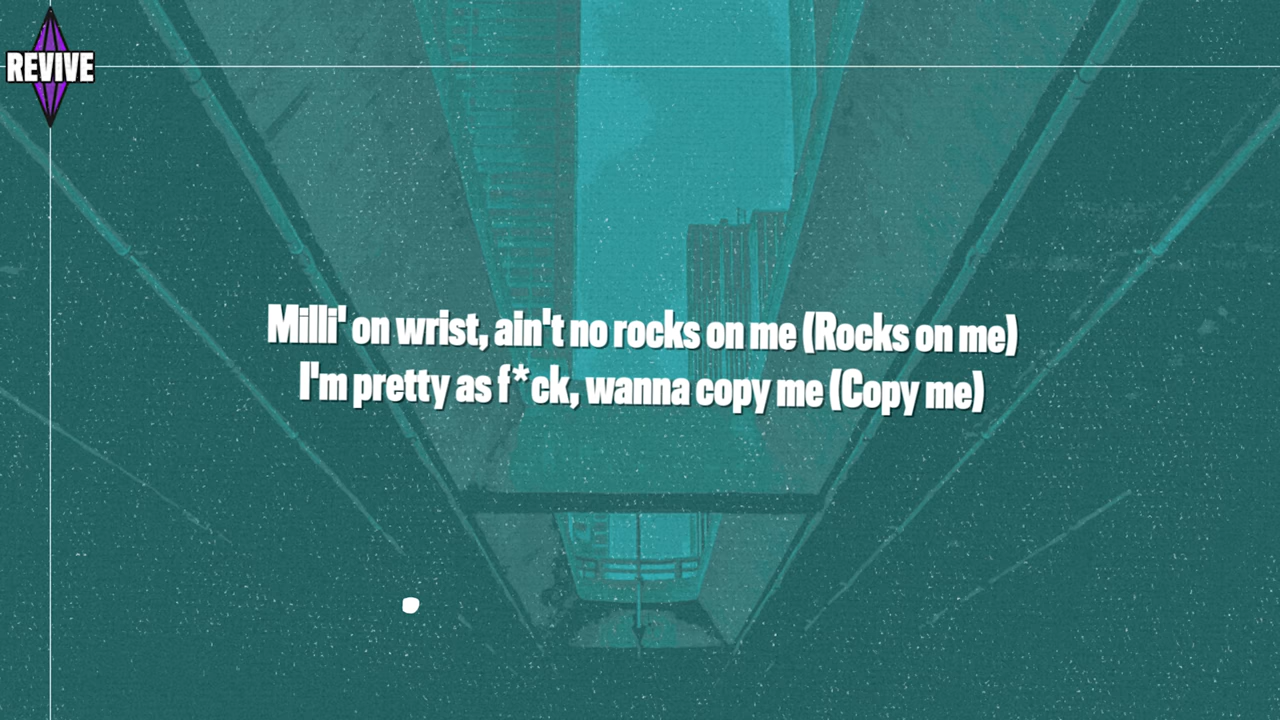 REVIVE
Milli' on wrist, ain't no rocks on me (Rocks on me)
I'm pretty as f*ck, wanna copy me (Copy me)